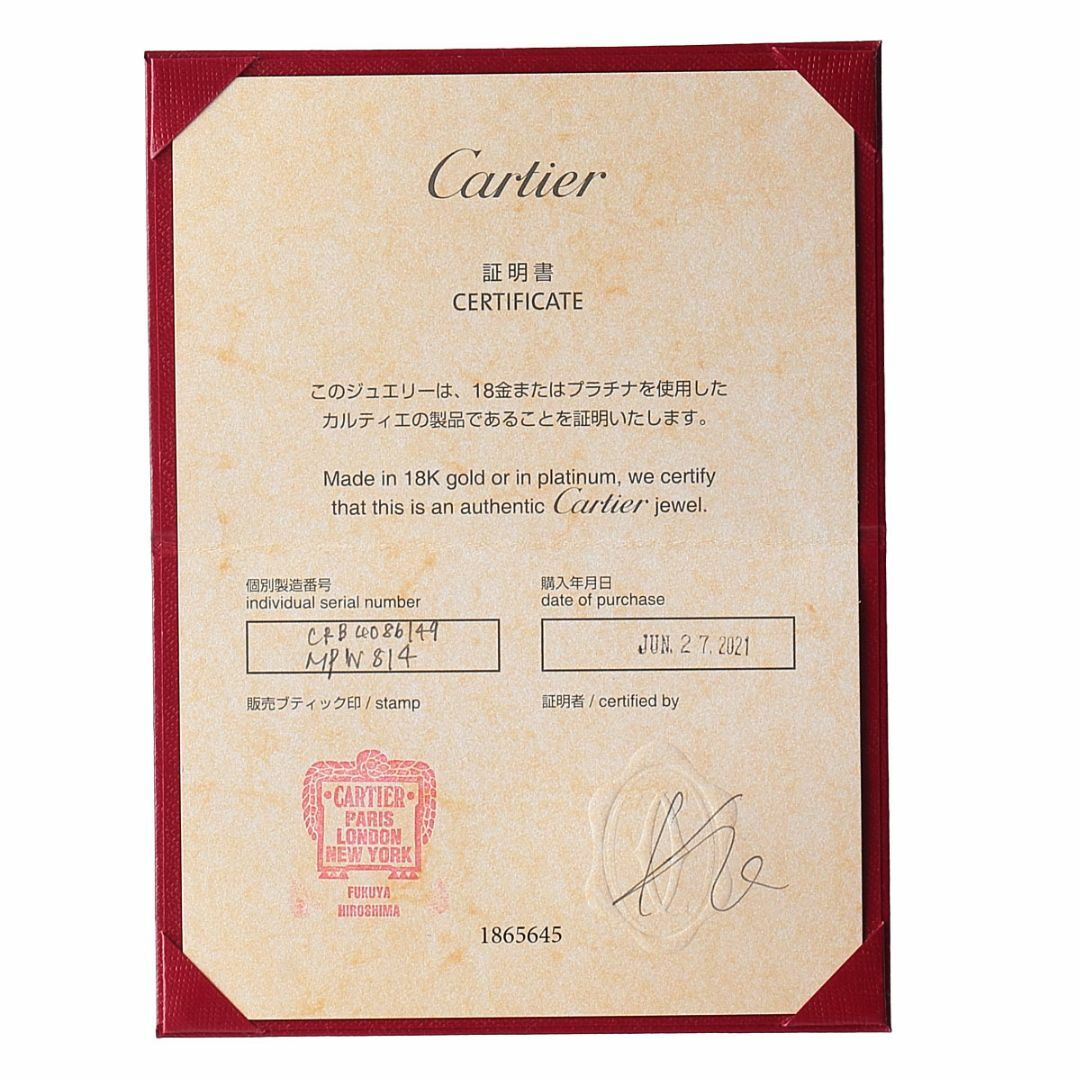 Cartier
証明書
CERTIFICATE
このジュエリーは、18金またはプラチナを使用した
カルティエの製品であることを証明いたします。
Made in 18K gold or in platinum, we certify
that this is an authentic Cartier jewel.
個別製造番号
individual serial number
CRB4086149
MPW814
購入年月日
date of purchase
JUN. 27. 2021
販売ブティック印 / stamp
証明者 / certified by
CARTIER
PARIS
LONDON
NEW YORK
FUKUYA
HIROSHIMA
1865645